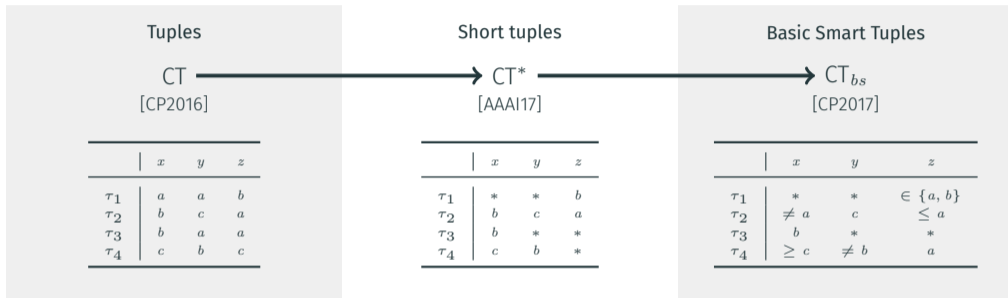 Tuples
CT
[CP2016]
x y z
τ1 a a b
τ2 b c a
τ3 b a a
τ4 c b c
Short tuples
CT*
[AAAI17]
x y z
τ1 * * b
τ2 b c a
τ3 b * *
τ4 c b *
Basic Smart Tuples
CTbs
[CP2017]
x y z
τ1 * * ∈ {a, b}
τ2 ≠ a c ≤ a
τ3 b * *
τ4 ≥ c ≠ b a